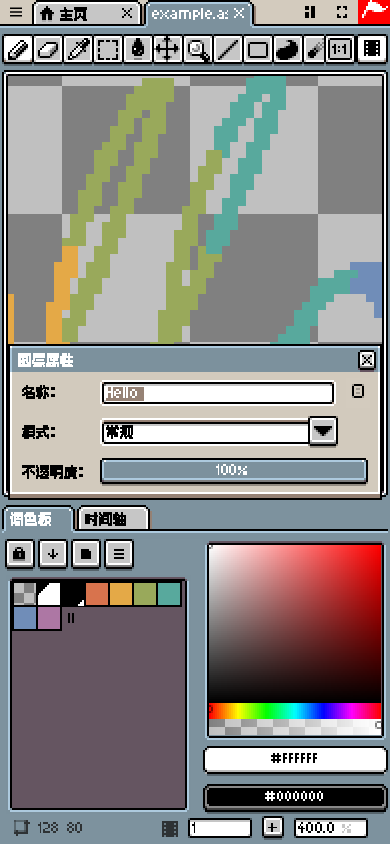 主页
example.a:
1:1
图层属性
名称:
Hello
模式:
常规
不透明度:
100%
调色板
时间轴
#FFFFFF
#000000
128 80
1
400.0 %